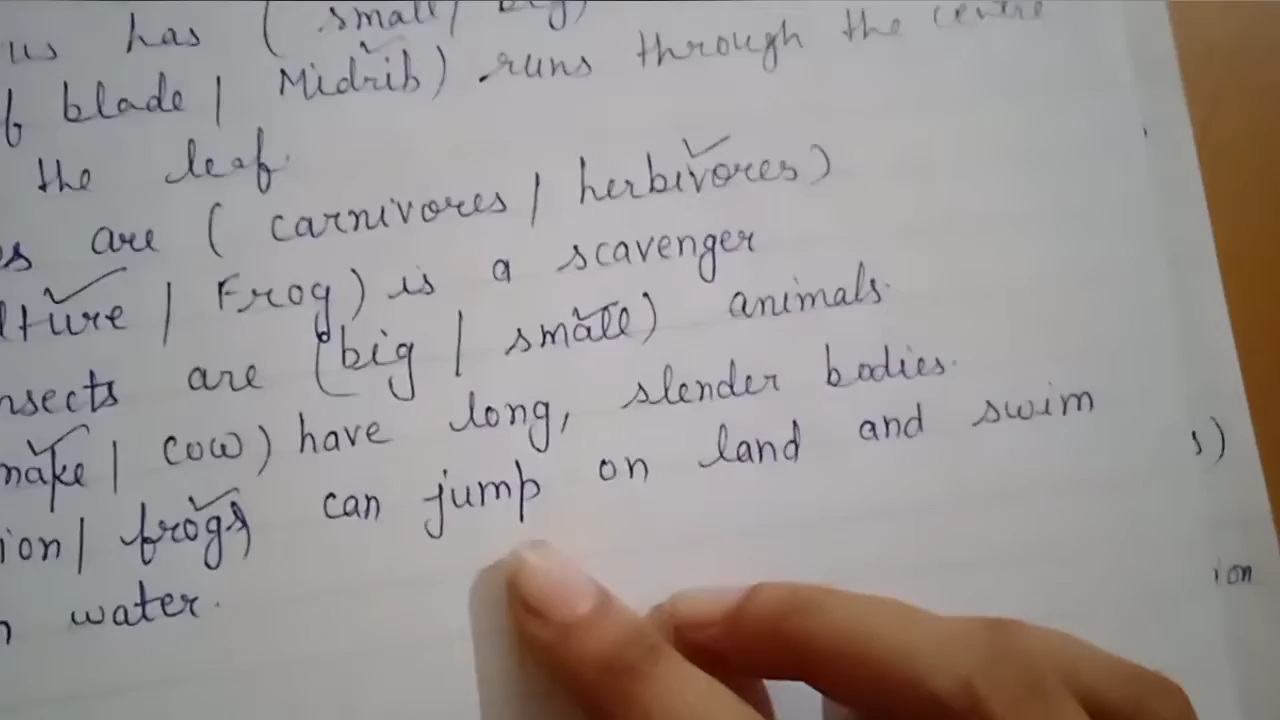 us has ( small / big)
blade / Midrib) runs through the centre
the leaf
are ( carnivores / herbivores)
lture / Frog) is a scavenger
nsects are (big / small) animals.
nake / cow) have long, slender bodies.
ion / frogs) can jump on land and swim
water.
s)
ion